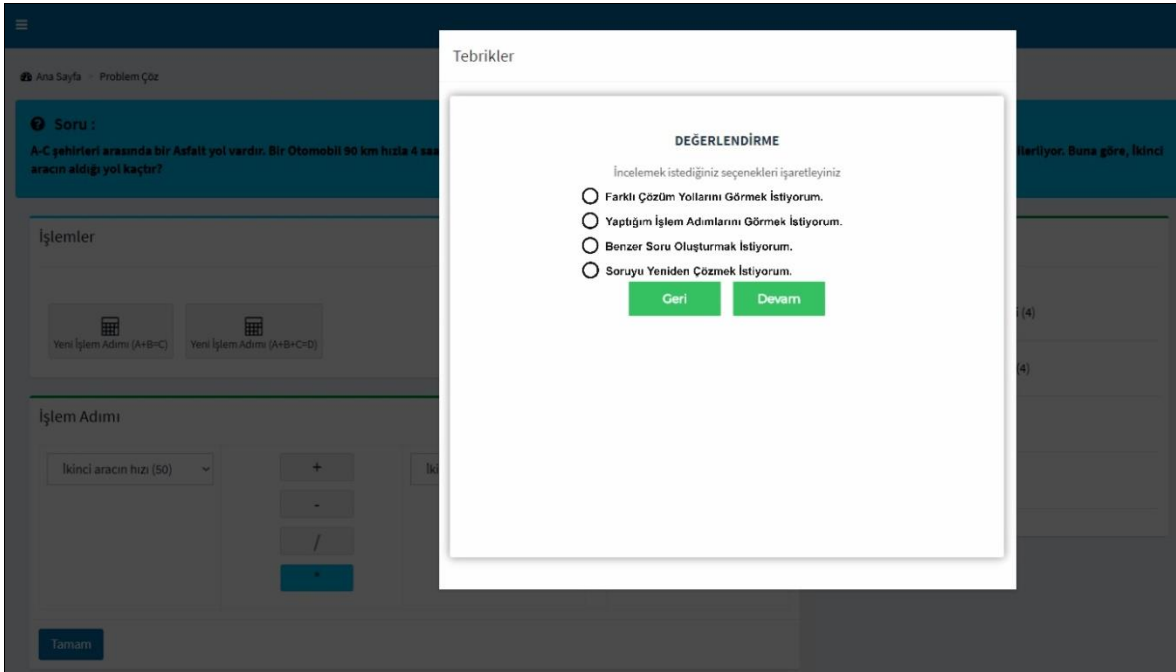 Ana Sayfa Problem Çöz
Soru :
A-C şehirleri arasında bir Asfalt yol vardır. Bir Otomobil 90 km hızla 4 saa
ilerliyor. Buna göre, İkinci
aracın aldığı yol kaçtır?
İşlemler
Yeni İşlem Adımı (A+B=C)
Yeni İşlem Adımı (A+B+C=D)
İşlem Adımı
İkinci aracın hızı (50)
+
-
/
*
İki
Tamam
(4)
(4)
Tebrikler
DEĞERLENDİRME
İncelemek istediğiniz seçenekleri işaretleyiniz
Farklı Çözüm Yollarını Görmek İstiyorum.
Yaptığım İşlem Adımlarını Görmek İstiyorum.
Benzer Soru Oluşturmak İstiyorum.
Soruyu Yeniden Çözmek İstiyorum.
Geri
Devam